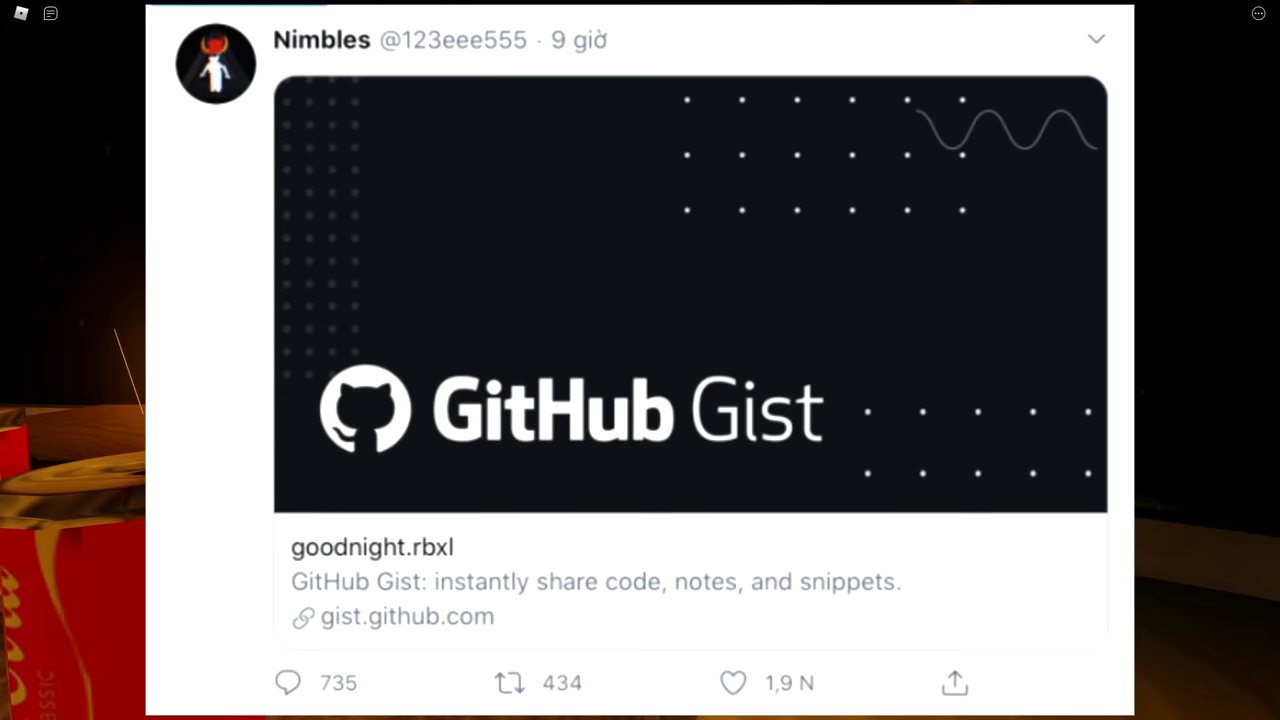 Nimbles @123eee555 · 9 giờ
GitHub Gist
goodnight.rbxl
GitHub Gist: instantly share code, notes, and snippets.
gist.github.com
735 434 1,9 N